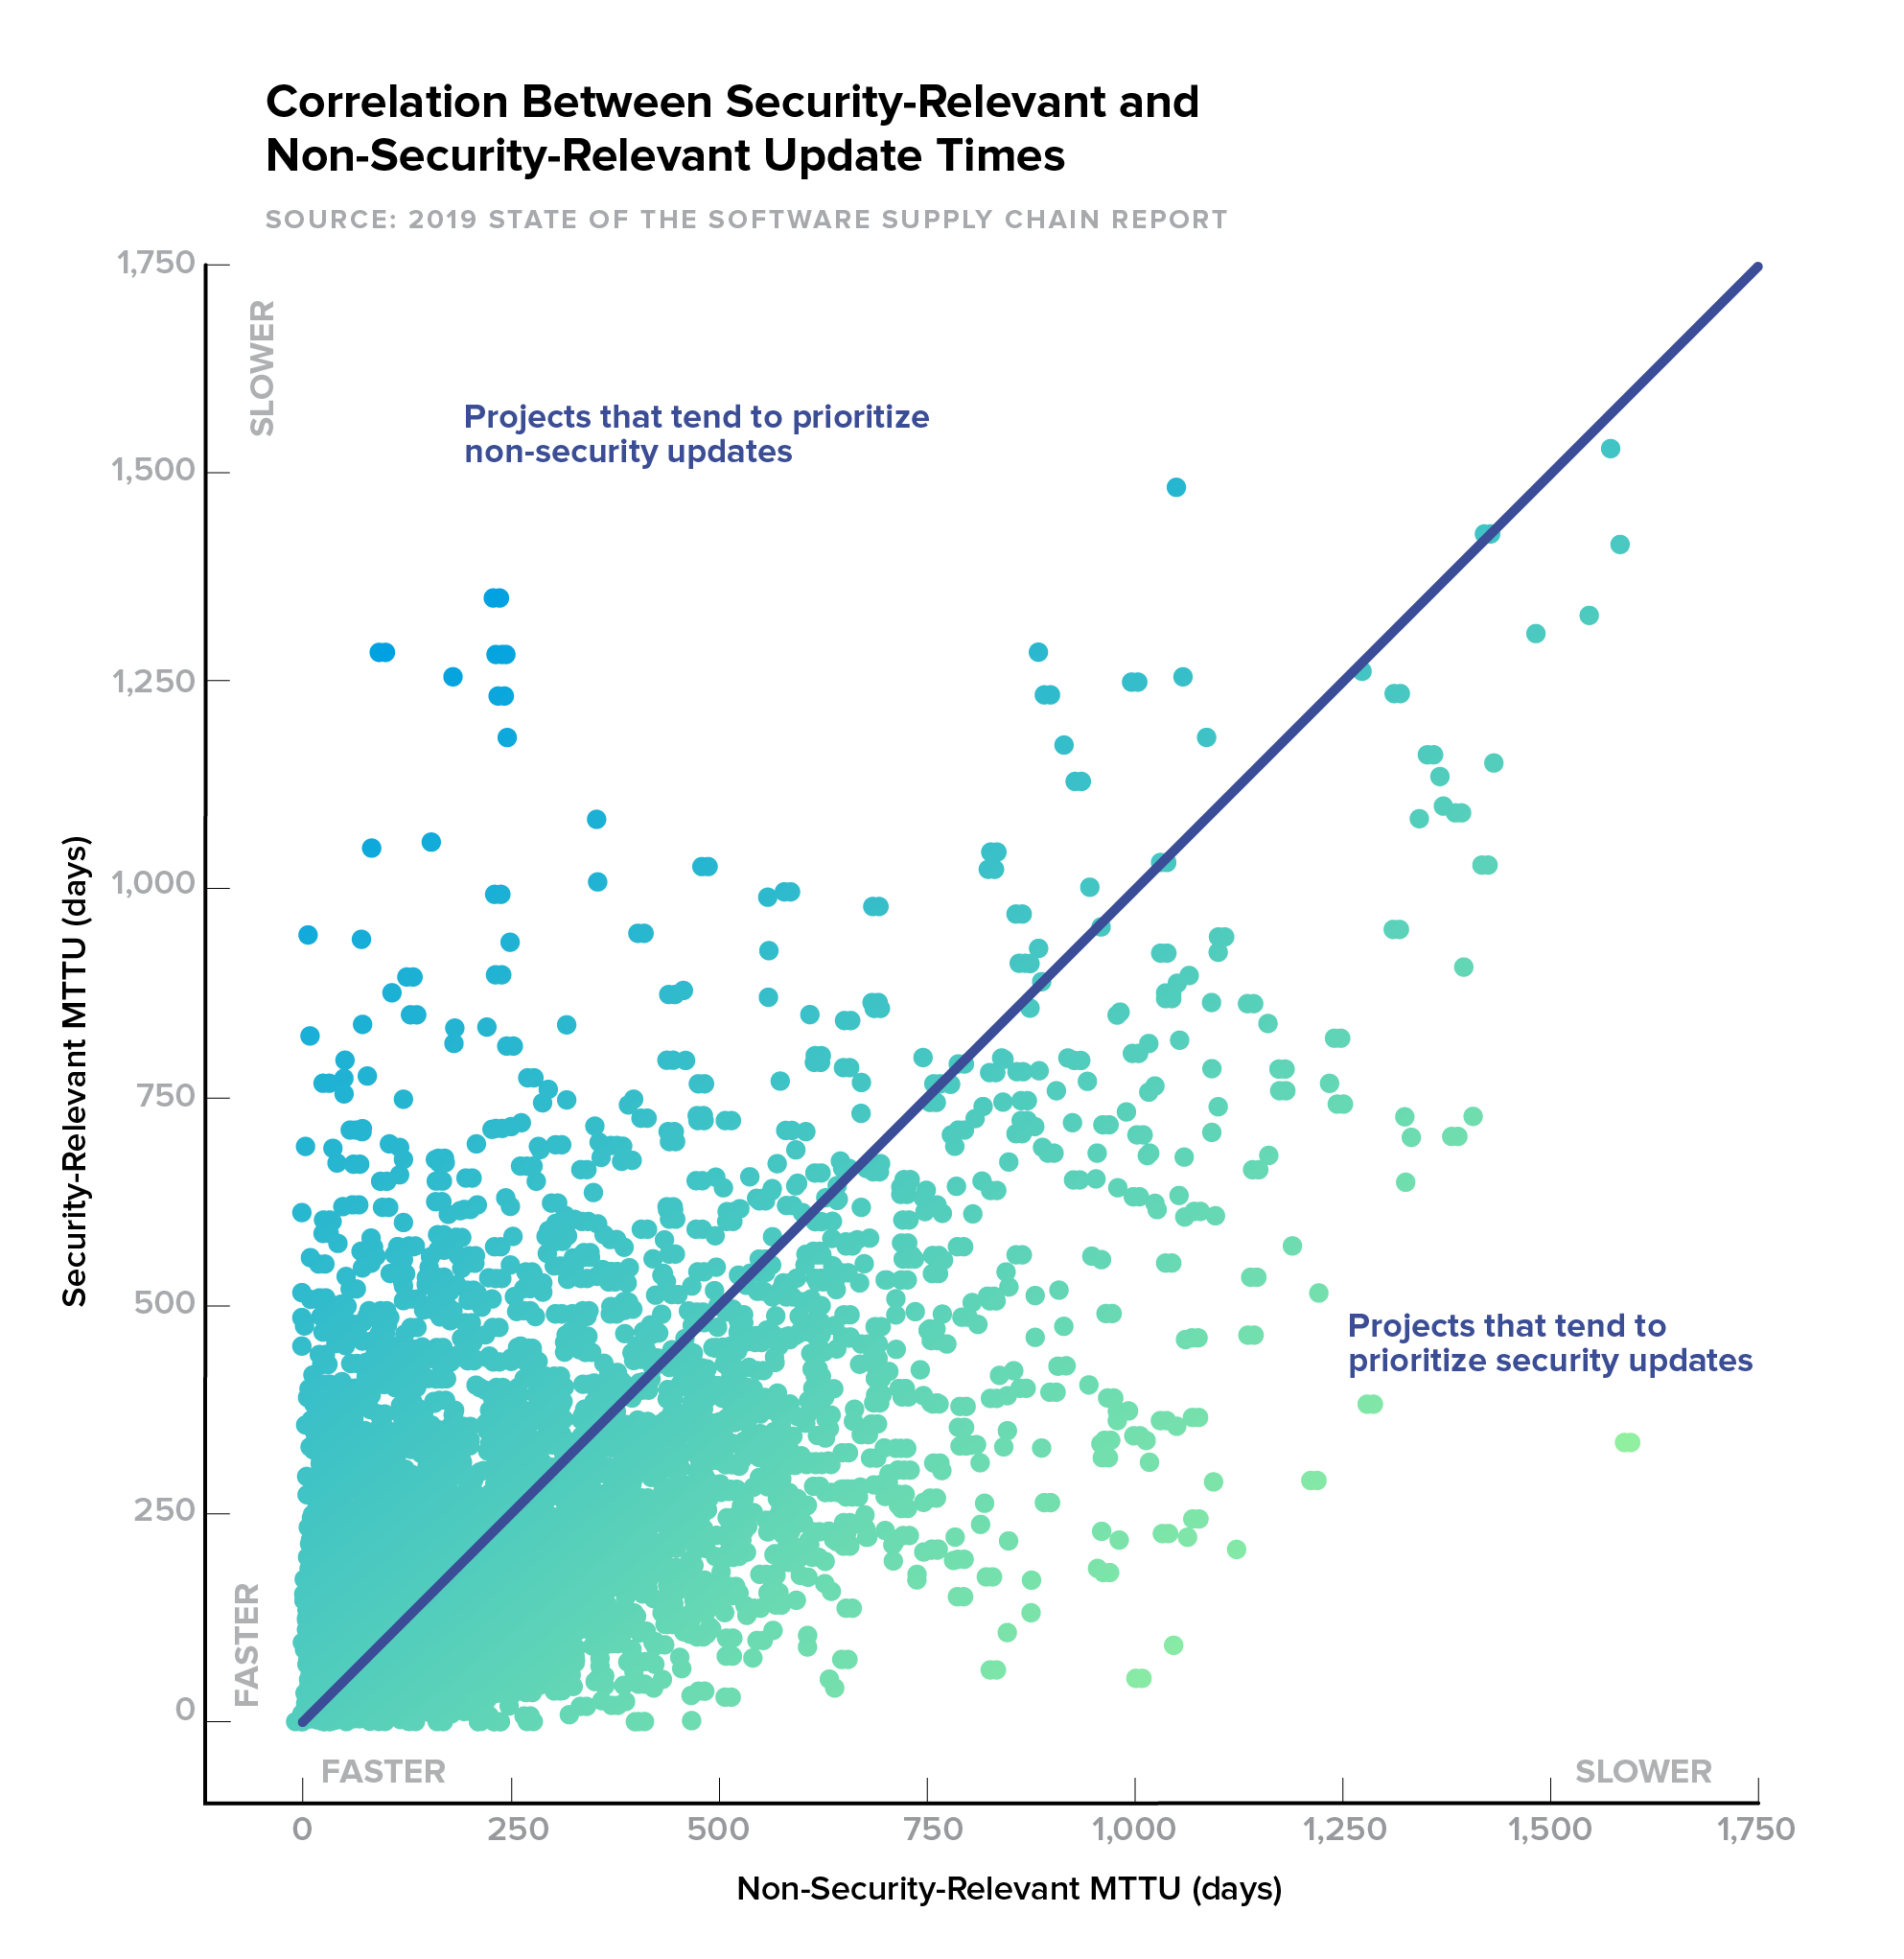 Correlation Between Security-Relevant and
Non-Security-Relevant Update Times
SOURCE: 2019 STATE OF THE SOFTWARE SUPPLY CHAIN REPORT
1,750
1,500
1,250
1,000
750
500
250
0
Security-Relevant MTTU (days)
SLOWER
FASTER
Projects that tend to prioritize
non-security updates
Projects that tend to
prioritize security updates
FASTER
SLOWER
0
250
500
750
1,000
1,250
1,500
1,750
Non-Security-Relevant MTTU (days)